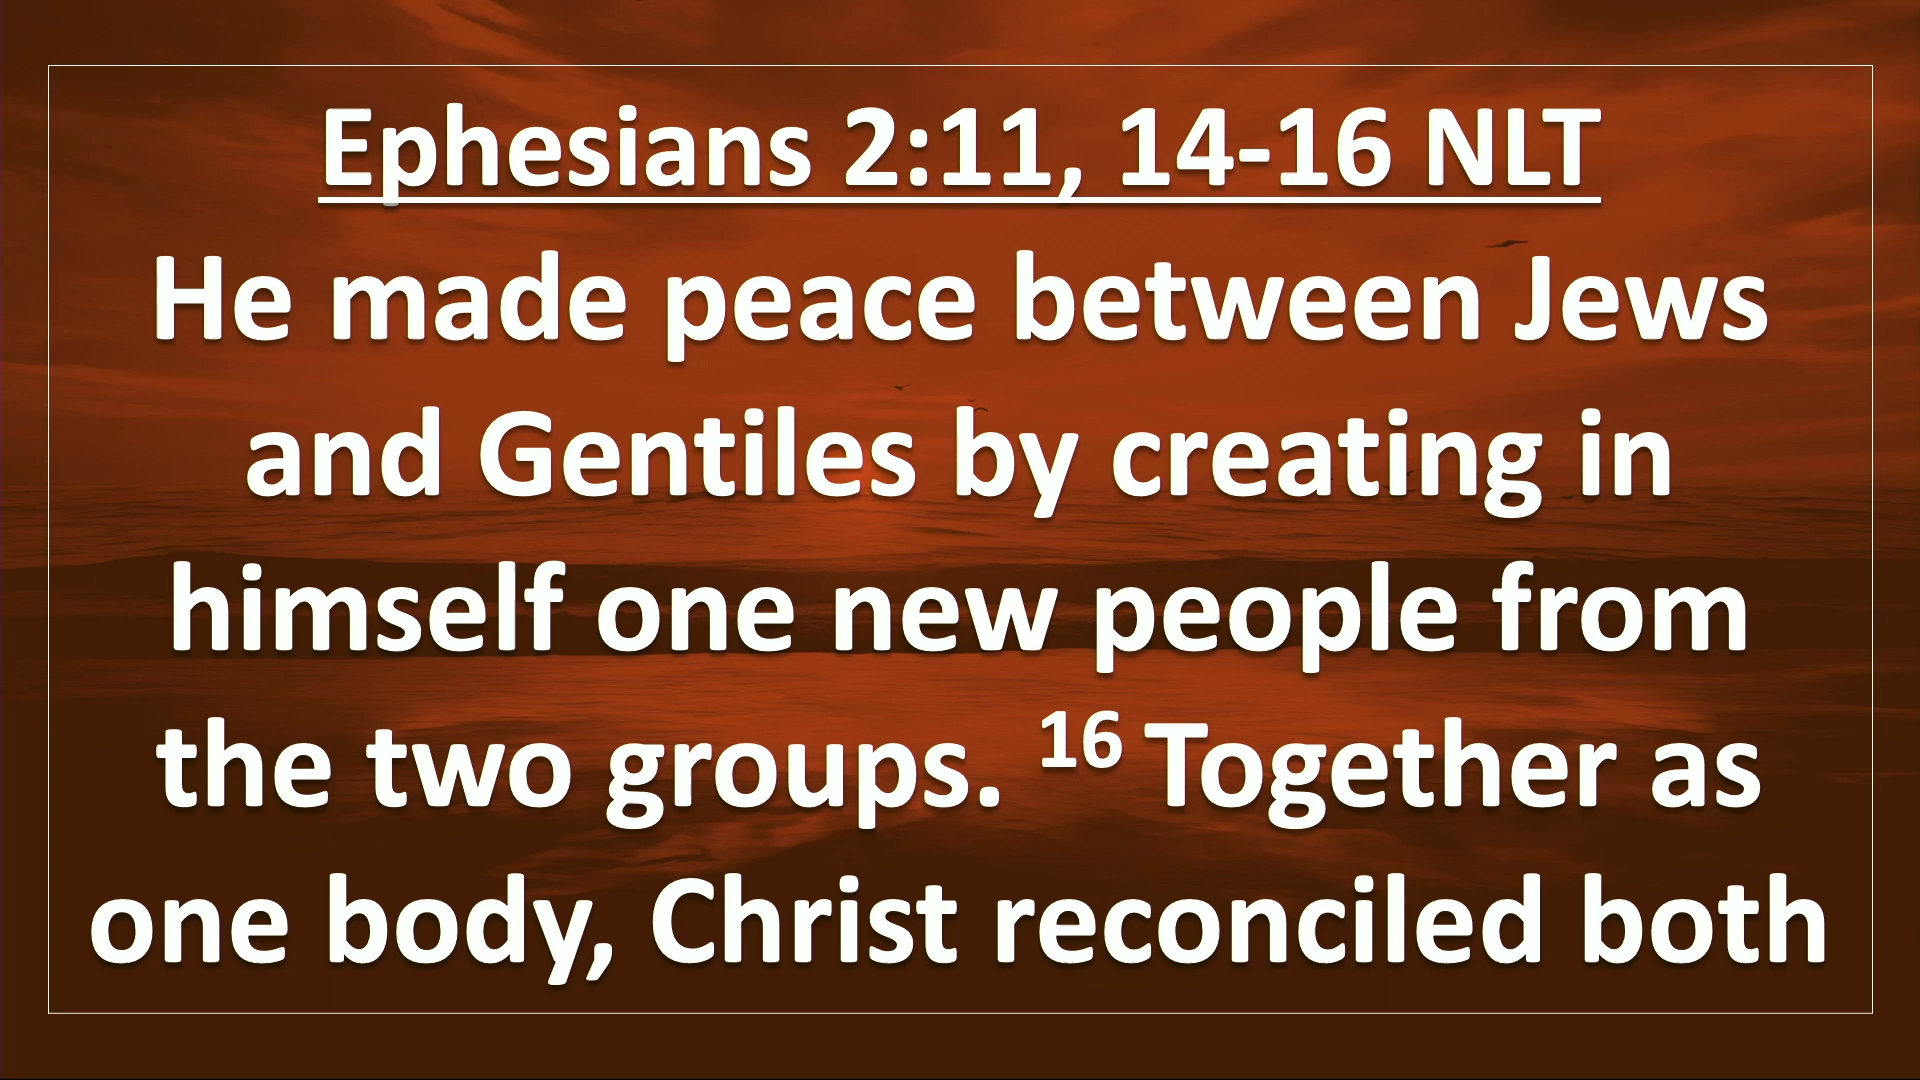 Ephesians 2:11, 14-16 NLT
He made peace between Jews
and Gentiles by creating in
himself one new people from
the two groups. 16 Together as
one body, Christ reconciled both